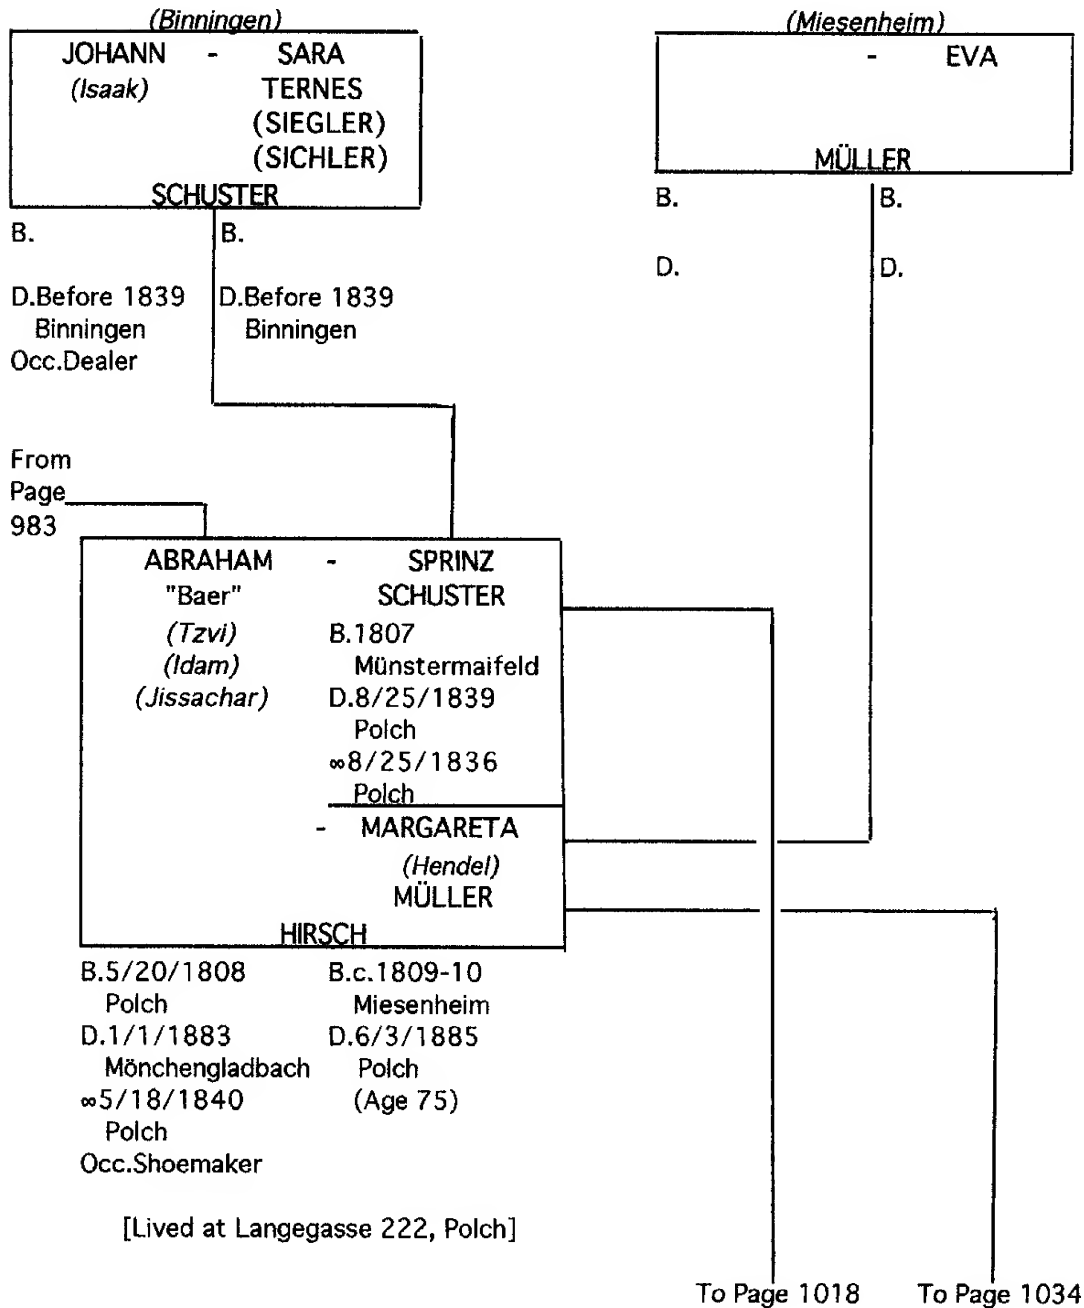 (Binningen)
JOHANN - SARA
(Isaak) TERNES
(SIEGLER)
(SICHLER)
SCHUSTER
B. B.
D.Before 1839 D.Before 1839
Binningen Binningen
Occ.Dealer
(Miesenheim)
- EVA
MÜLLER
B. B.
D. D.
From
Page
983
ABRAHAM - SPRINZ
"Baer" SCHUSTER
(Tzvi) B.1807
(Idam) Münstermaifeld
(Jissachar) D.8/25/1839
Polch
∞8/25/1836
Polch
- MARGARETA
(Hendel)
MÜLLER
HIRSCH
B.5/20/1808 B.c.1809-10
Polch Miesenheim
D.1/1/1883 D.6/3/1885
Mönchengladbach Polch
∞5/18/1840 (Age 75)
Polch
Occ.Shoemaker
[Lived at Langegasse 222, Polch]
To Page 1018 To Page 1034